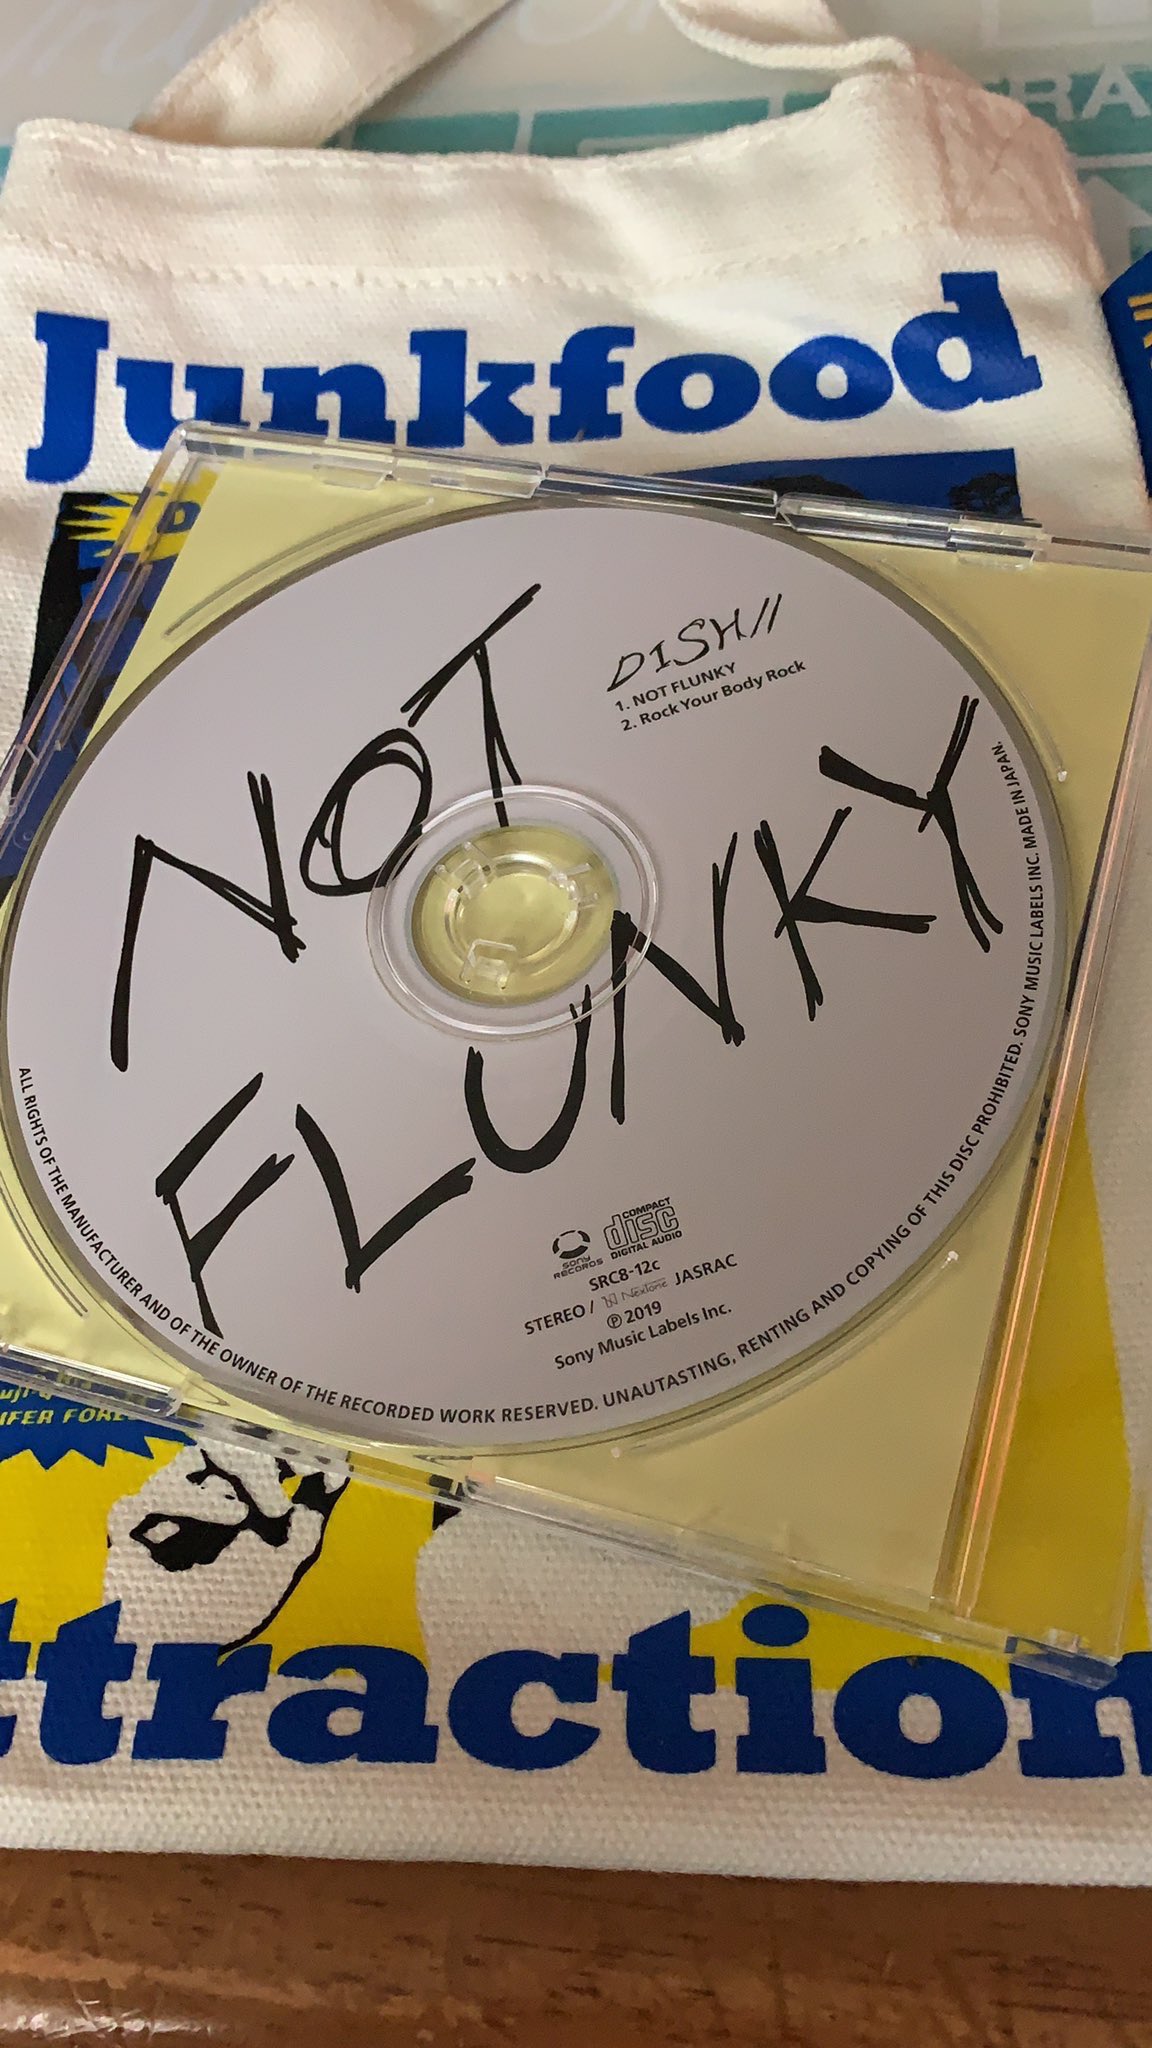 Junkfood
DISH//
1. NOT FLUNKY
2. Rock Your Body Rock
NOT
FLUNKY
COMPACT
disc
DIGITAL AUDIO
SONY
RECORDS
SRC8-12c
STEREO / NexTone JASRAC
℗ 2019
Sony Music Labels Inc.
ALL RIGHTS OF THE MANUFACTURER AND OF THE OWNER OF THE RECORDED WORK RESERVED. UNAUTASTING, RENTING AND COPYING OF THIS DISC PROHIBITED. SONY MUSIC LABELS INC. MADE IN JAPAN.
ttraction